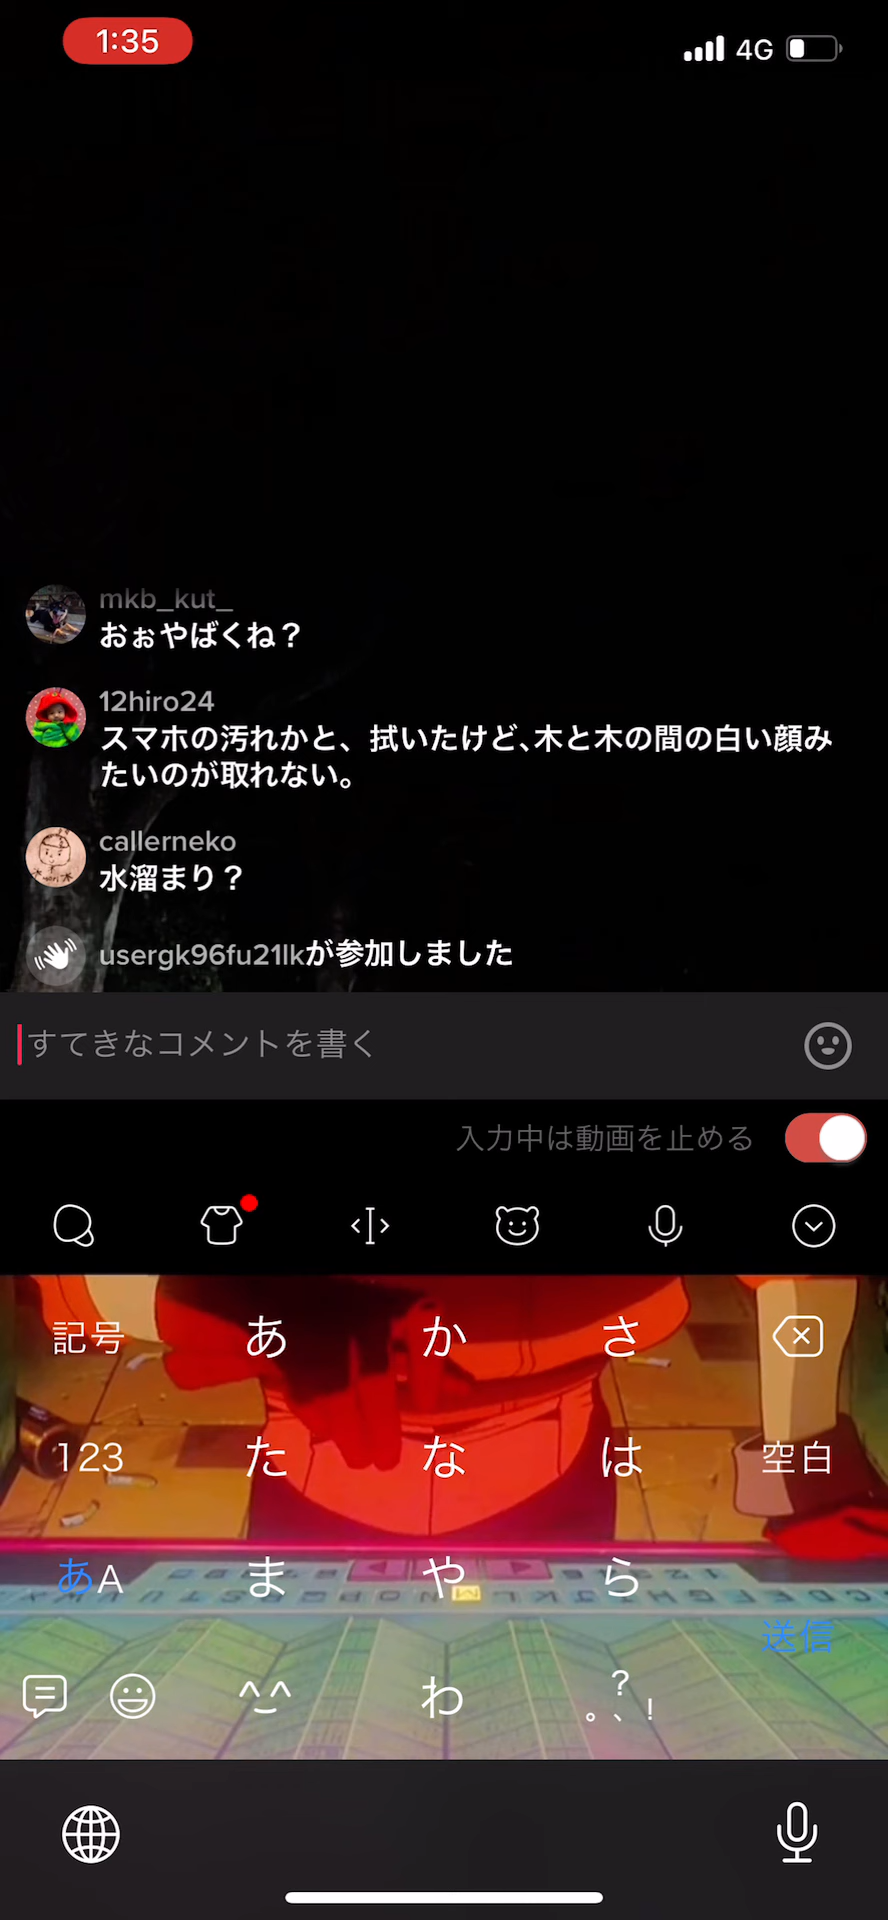 1:35
4G
mkb_kut_
おぉやばくね？
12hiro24
スマホの汚れかと、拭いたけど､木と木の間の白い顔み
たいのが取れない。
callerneko
水溜まり？
usergk96fu21lkが参加しました
すてきなコメントを書く
入力中は動画を止める
記号 あ か さ
123 た な は 空白
あA ま や ら
送信
^_^ わ 。?、!